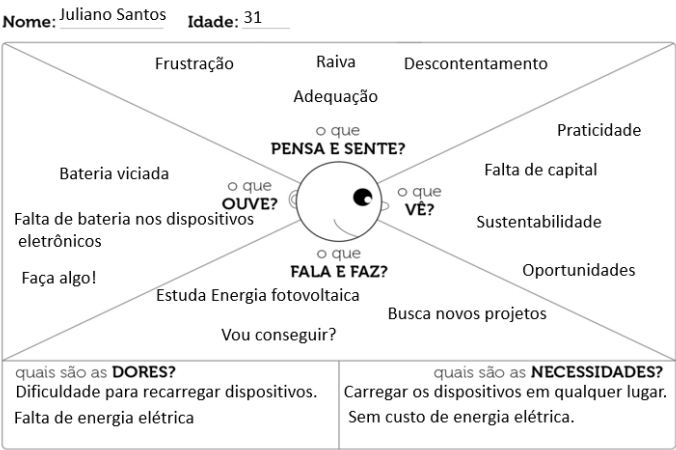 Nome: Juliano Santos Idade: 31
Frustração Raiva Descontentamento
Adequação
o que
PENSA E SENTE?
Bateria viciada
o que
OUVE?
Falta de bateria nos dispositivos
eletrônicos
Faça algo!
Praticidade
Falta de capital
o que
VÊ?
Sustentabilidade
Oportunidades
o que
FALA E FAZ?
Estuda Energia fotovoltaica
Busca novos projetos
Vou conseguir?
quais são as DORES?
Dificuldade para recarregar dispositivos.
Falta de energia elétrica
quais são as NECESSIDADES?
Carregar os dispositivos em qualquer lugar.
Sem custo de energia elétrica.